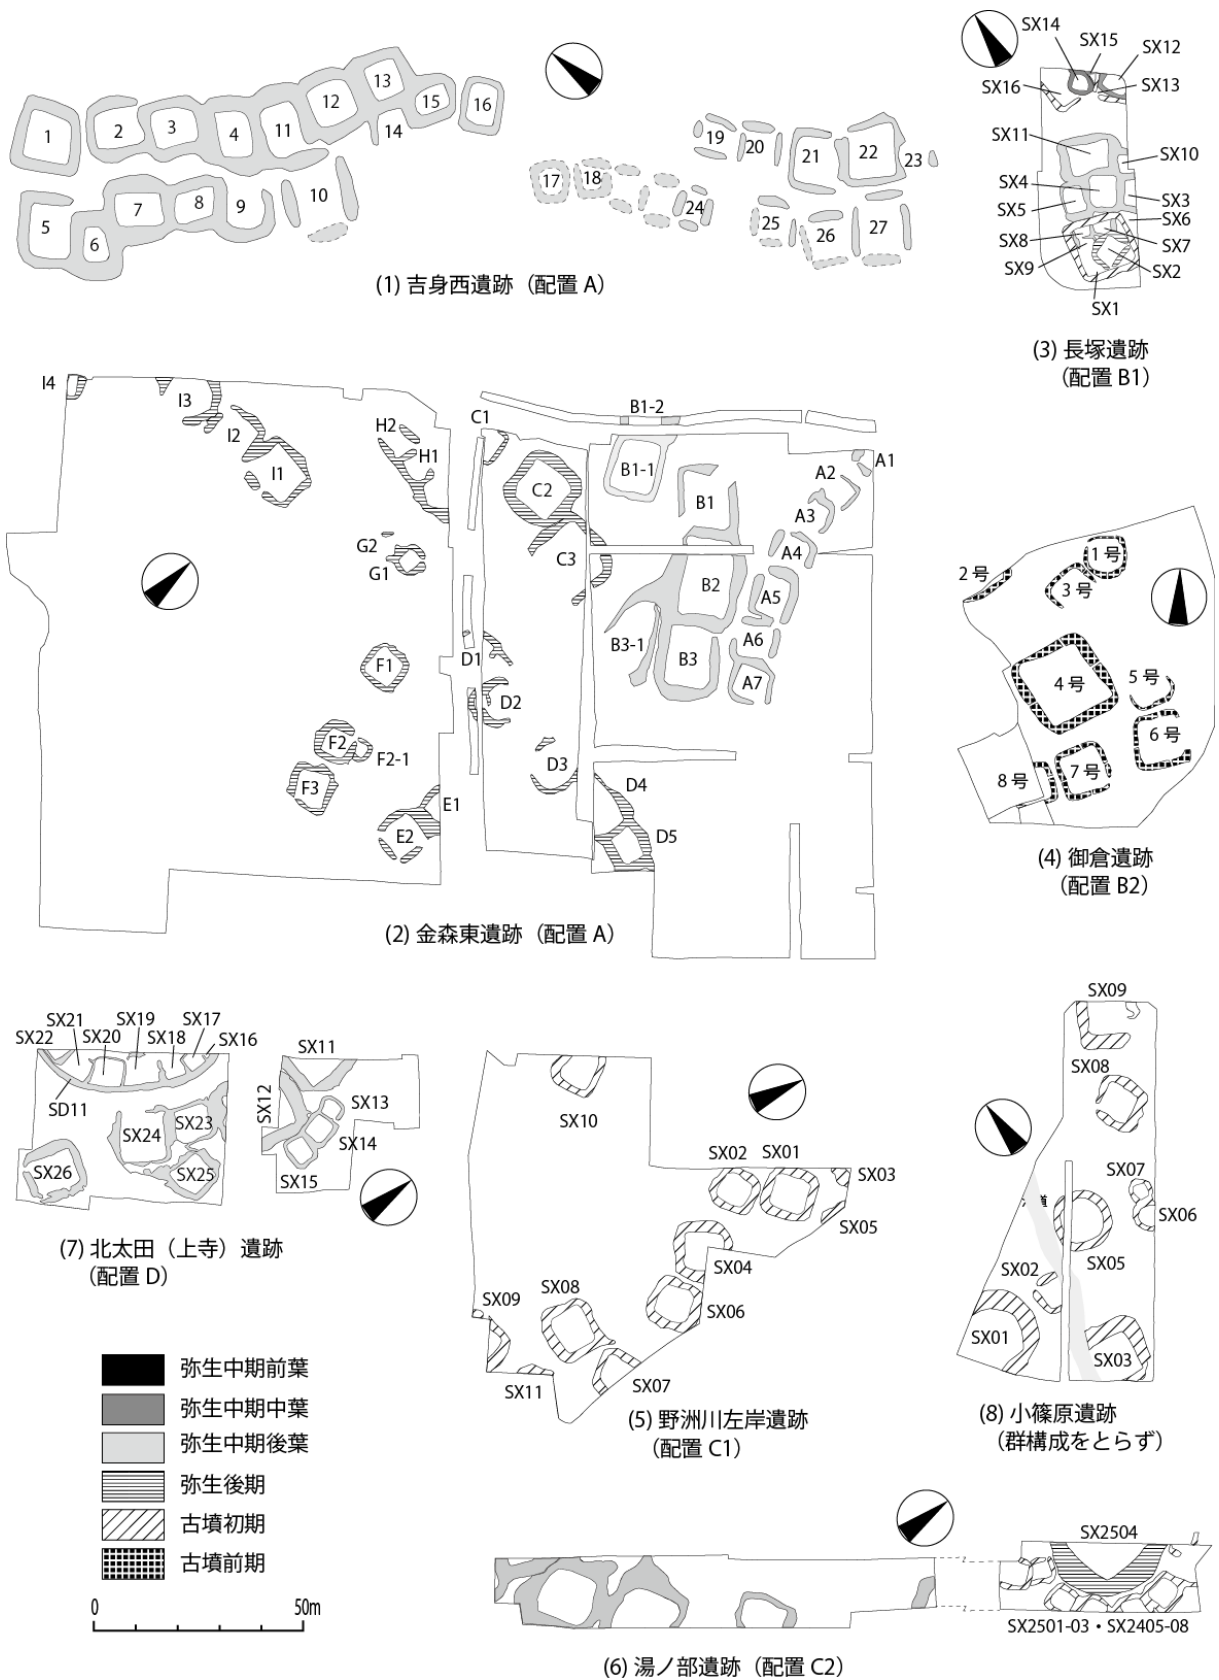 1
2
3
4
11
12
13
14
15
16
5
6
7
8
9
10
17
18
24
19
20
21
22
23
25
26
27
(1) 吉身西遺跡（配置 A）
SX14
SX15
SX12
SX16
SX13
SX11
SX10
SX4
SX3
SX5
SX6
SX8
SX7
SX9
SX2
SX1
(3) 長塚遺跡
（配置 B1）
I4
I3
I2
I1
H2
H1
G2
G1
F1
F2
F2-1
F3
E1
E2
C1
C2
C3
D1
D2
D3
D4
D5
B1-2
B1-1
B1
B2
B3-1
B3
A1
A2
A3
A4
A5
A6
A7
(2) 金森東遺跡（配置 A）
1 号
2 号
3 号
4 号
5 号
6 号
7 号
8 号
(4) 御倉遺跡
（配置 B2）
SX21
SX19
SX17
SX22
SX20
SX18
SX16
SD11
SX24
SX23
SX26
SX25
SX11
SX12
SX13
SX14
SX15
(7) 北太田（上寺）遺跡
（配置 D）
SX10
SX02
SX01
SX03
SX05
SX04
SX09
SX08
SX06
SX11
SX07
(5) 野洲川左岸遺跡
（配置 C1）
SX09
SX08
SX07
SX06
SX02
SX05
SX01
SX03
(8) 小篠原遺跡
（群構成をとらず）
弥生中期前葉
弥生中期中葉
弥生中期後葉
弥生後期
古墳初期
古墳前期
0
50m
SX2504
SX2501-03・SX2405-08
(6) 湯ノ部遺跡（配置 C2）